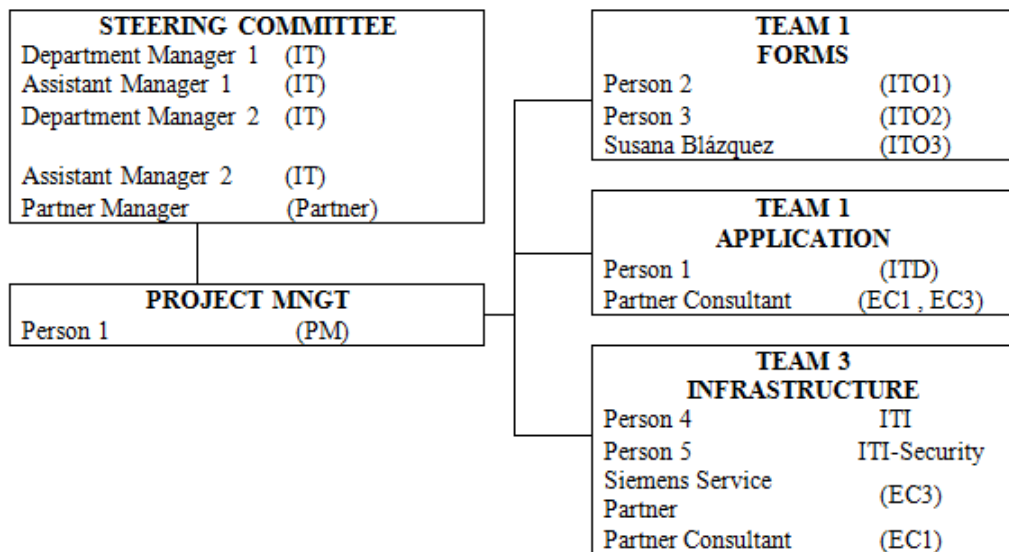 STEERING COMMITTEE
Department Manager 1 (IT)
Assistant Manager 1 (IT)
Department Manager 2 (IT)
Assistant Manager 2 (IT)
Partner Manager (Partner)
PROJECT MNGT
Person 1 (PM)
TEAM 1
FORMS
Person 2 (ITO1)
Person 3 (ITO2)
Susana Blázquez (ITO3)
TEAM 1
APPLICATION
Person 1 (ITD)
Partner Consultant (EC1 , EC3)
TEAM 3
INFRASTRUCTURE
Person 4 ITI
Person 5 ITI-Security
Siemens Service
Partner (EC3)
Partner Consultant (EC1)